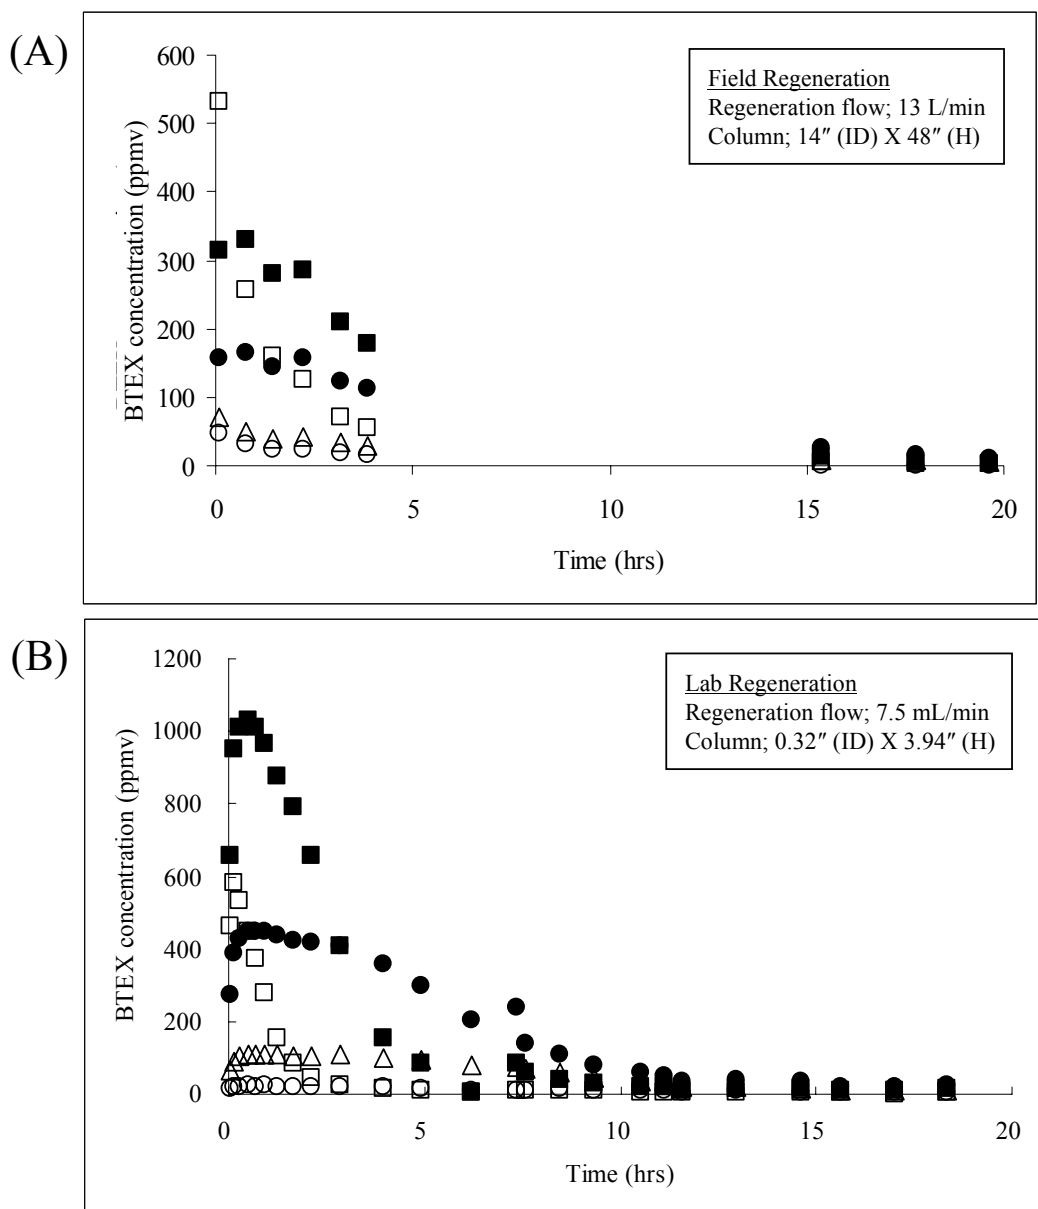 (A)
600
500
400
300
200
100
0
BTEX concentration (ppmv)
Field Regeneration
Regeneration flow; 13 L/min
Column; 14″ (ID) X 48″ (H)
0 5 10 15 20
Time (hrs)
(B)
1200
1000
800
600
400
200
0
BTEX concentration (ppmv)
Lab Regeneration
Regeneration flow; 7.5 mL/min
Column; 0.32″ (ID) X 3.94″ (H)
0 5 10 15 20
Time (hrs)